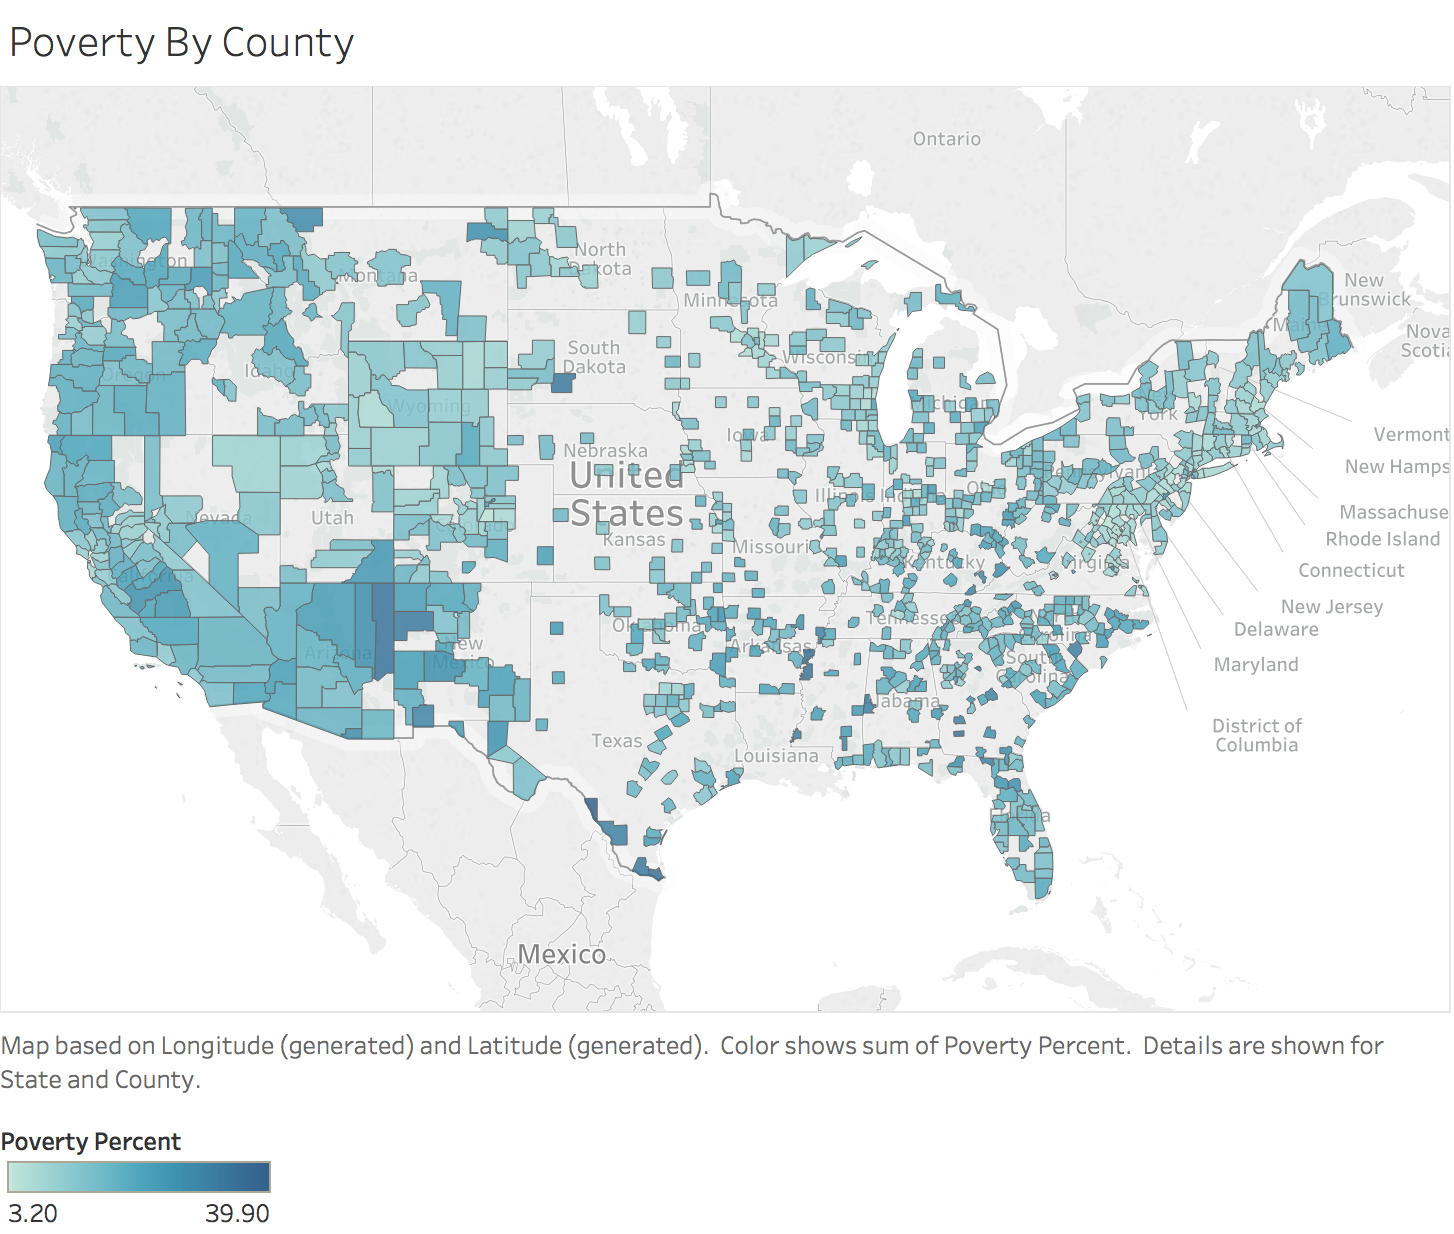 Poverty By County
Ontario
Washington
Montana
North
Dakota
Minnesota
New
Brunswick
Maine
Nova
Scotia
South
Dakota
Wisconsin
Oregon
Idaho
Wyoming
Michigan
York
Vermont
Iowa
Nebraska
United
States
New Hamps
Pennsylvania
Illinois
Indiana
Nevada
Utah
Colorado
Kansas
Missouri
Massachuse
Rhode Island
Connecticut
California
Kentucky
Virginia
New Jersey
Delaware
Maryland
Oklahoma
Tennessee
Arkansas
Arizona
New
Mexico
Carolina
South
Carolina
Alabama
District of
Columbia
Texas
Louisiana
Florida
Mexico
Map based on Longitude (generated) and Latitude (generated).  Color shows sum of Poverty Percent.  Details are shown for
State and County.
Poverty Percent
3.20
39.90